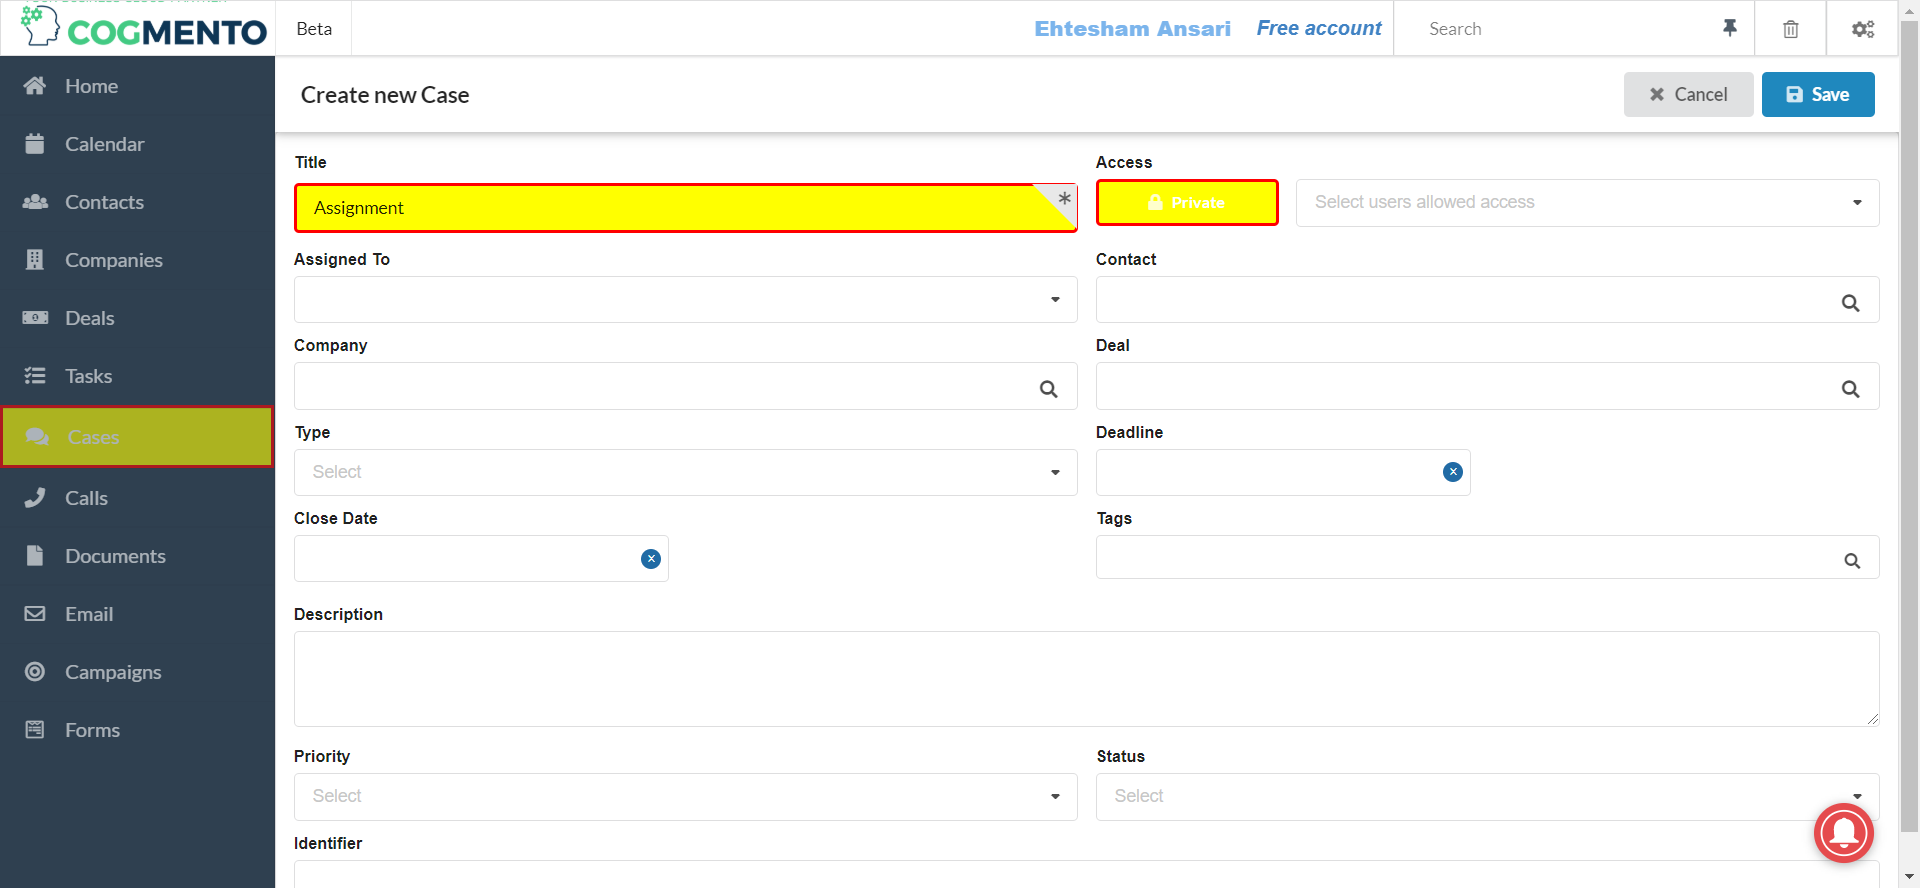 COGMENTO
Beta
Ehtesham Ansari
Free account
Search
Home
Calendar
Contacts
Companies
Deals
Tasks
Cases
Calls
Documents
Email
Campaigns
Forms
Create new Case
Cancel
Save
Title
Access
Assignment
*
Private
Select users allowed access
Assigned To
Contact
Company
Deal
Type
Deadline
Select
Close Date
Tags
Description
Priority
Status
Select
Select
Identifier